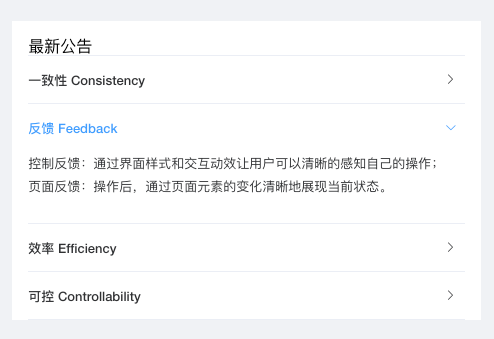 最新公告
一致性 Consistency
反馈 Feedback
控制反馈：通过界面样式和交互动效让用户可以清晰的感知自己的操作；
页面反馈：操作后，通过页面元素的变化清晰地展现当前状态。
效率 Efficiency
可控 Controllability